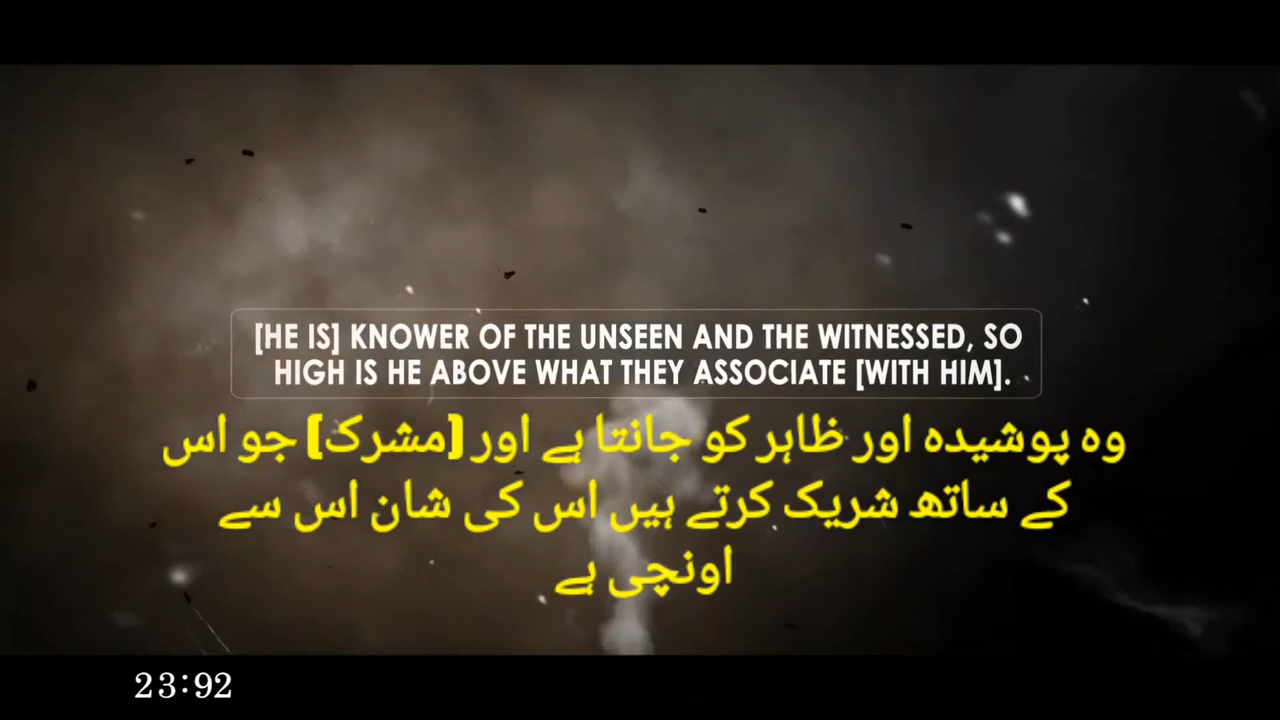 [HE IS] KNOWER OF THE UNSEEN AND THE WITNESSED, SO
HIGH IS HE ABOVE WHAT THEY ASSOCIATE [WITH HIM].
وہ پوشیدہ اور ظاہر کو جانتا ہے اور (مشرک) جو اس
کے ساتھ شریک کرتے ہیں اس کی شان اس سے
اونچی ہے
23:92